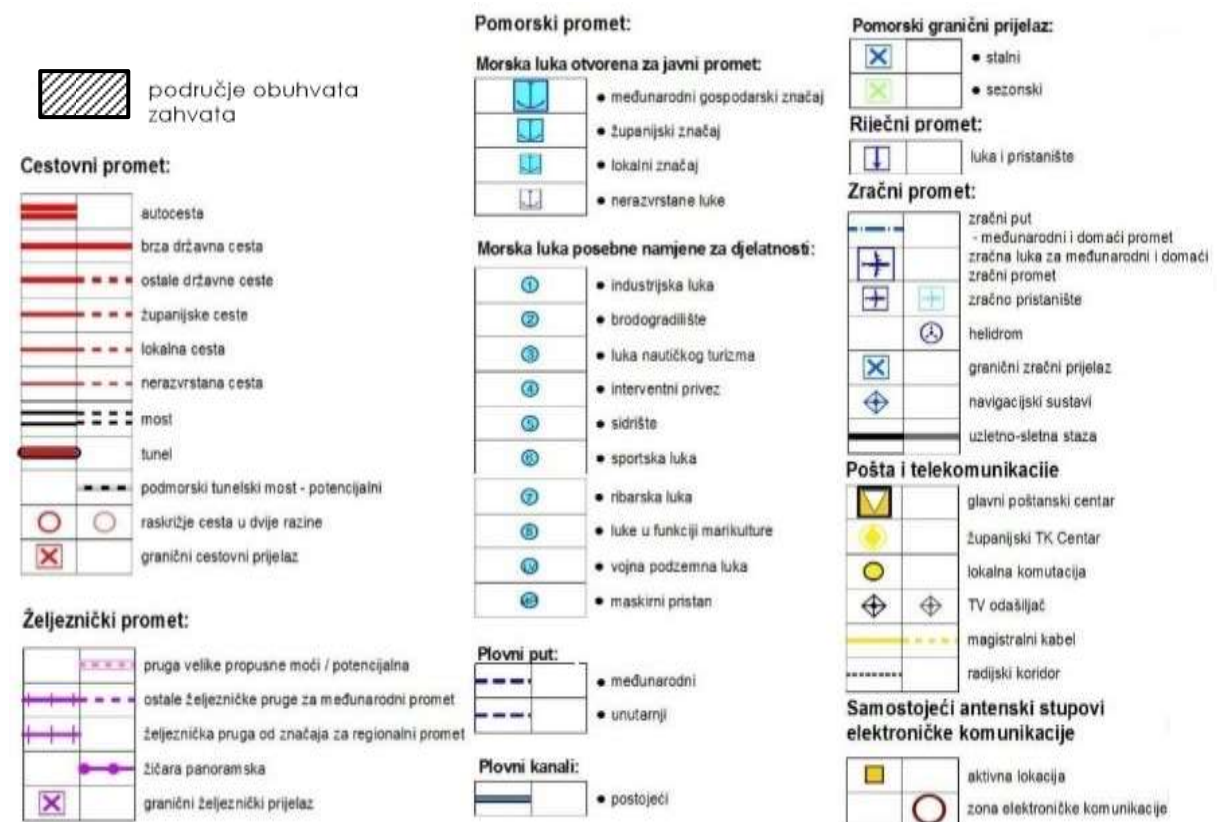 područje obuhvata
zahvata
Cestovni promet:
autocesta
brza državna cesta
ostale državne ceste
županijske ceste
lokalna cesta
nerazvrstana cesta
most
tunel
podmorski tunelski most - potencijalni
raskrižje cesta u dvije razine
granični cestovni prijelaz
Željeznički promet:
pruga velike propusne moći / potencijalna
ostale željezničke pruge za međunarodni promet
željeznička pruga od značaja za regionalni promet
žičara panoramska
granični željeznički prijelaz
Pomorski promet:
Morska luka otvorena za javni promet:
• međunarodni gospodarski značaj
• županijski značaj
• lokalni značaj
• nerazvrstane luke
Morska luka posebne namjene za djelatnosti:
1 • industrijska luka
2 • brodogradilište
3 • luka nautičkog turizma
4 • interventni privez
5 • sidrište
6 • sportska luka
7 • ribarska luka
8 • luke u funkciji marikulture
• vojna podzemna luka
• maskirni pristan
Plovni put:
• međunarodni
• unutarnji
Plovni kanali:
• postojeći
Pomorski granični prijelaz:
• stalni
• sezonski
Riječni promet:
luka i pristanište
Zračni promet:
zračni put
- međunarodni i domaći promet
zračna luka za međunarodni i domaći
zračni promet
zračno pristanište
helidrom
granični zračni prijelaz
navigacijski sustavi
uzletno-sletna staza
Pošta i telekomunikacije
glavni poštanski centar
županijski TK Centar
lokalna komutacija
TV odašiljač
magistralni kabel
radijski koridor
Samostojeći antenski stupovi
elektroničke komunikacije
aktivna lokacija
zona elektroničke komunikacije